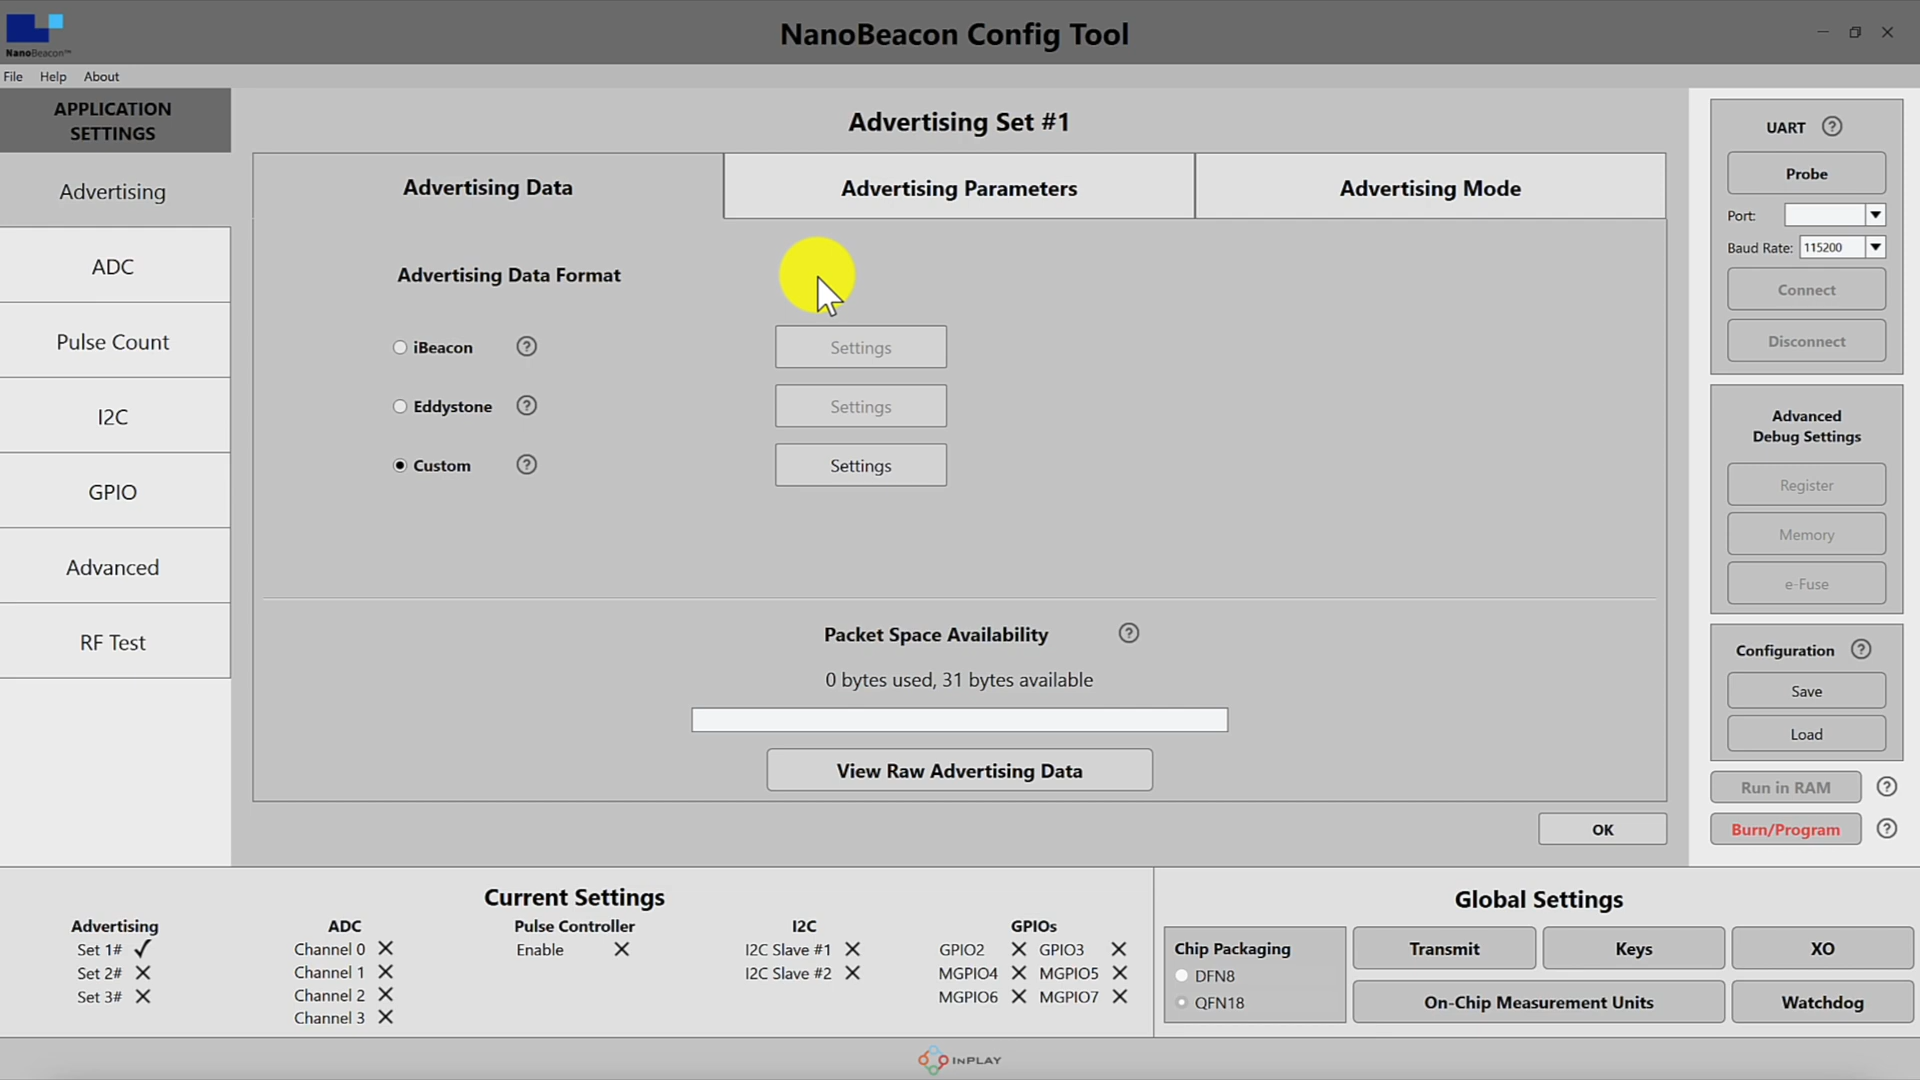 NanoBeacon Config Tool
NanoBeacon™
File Help About
APPLICATION
SETTINGS
Advertising
ADC
Pulse Count
I2C
GPIO
Advanced
RF Test
Advertising Set #1
Advertising Data
Advertising Parameters
Advertising Mode
Advertising Data Format
iBeacon ? Settings
Eddystone ? Settings
Custom ? Settings
Packet Space Availability ?
0 bytes used, 31 bytes available
View Raw Advertising Data
OK
UART ?
Probe
Port:
Baud Rate: 115200
Connect
Disconnect
Advanced
Debug Settings
Register
Memory
e-Fuse
Configuration ?
Save
Load
Run in RAM ?
Burn/Program ?
Current Settings
Advertising
Set 1#
Set 2#
Set 3#
ADC
Channel 0
Channel 1
Channel 2
Channel 3
Pulse Controller
Enable
I2C
I2C Slave #1
I2C Slave #2
GPIOs
GPIO2 GPIO3
MGPIO4 MGPIO5
MGPIO6 MGPIO7
Global Settings
Chip Packaging
DFN8
QFN18
Transmit
Keys
XO
On-Chip Measurement Units
Watchdog
INPLAY